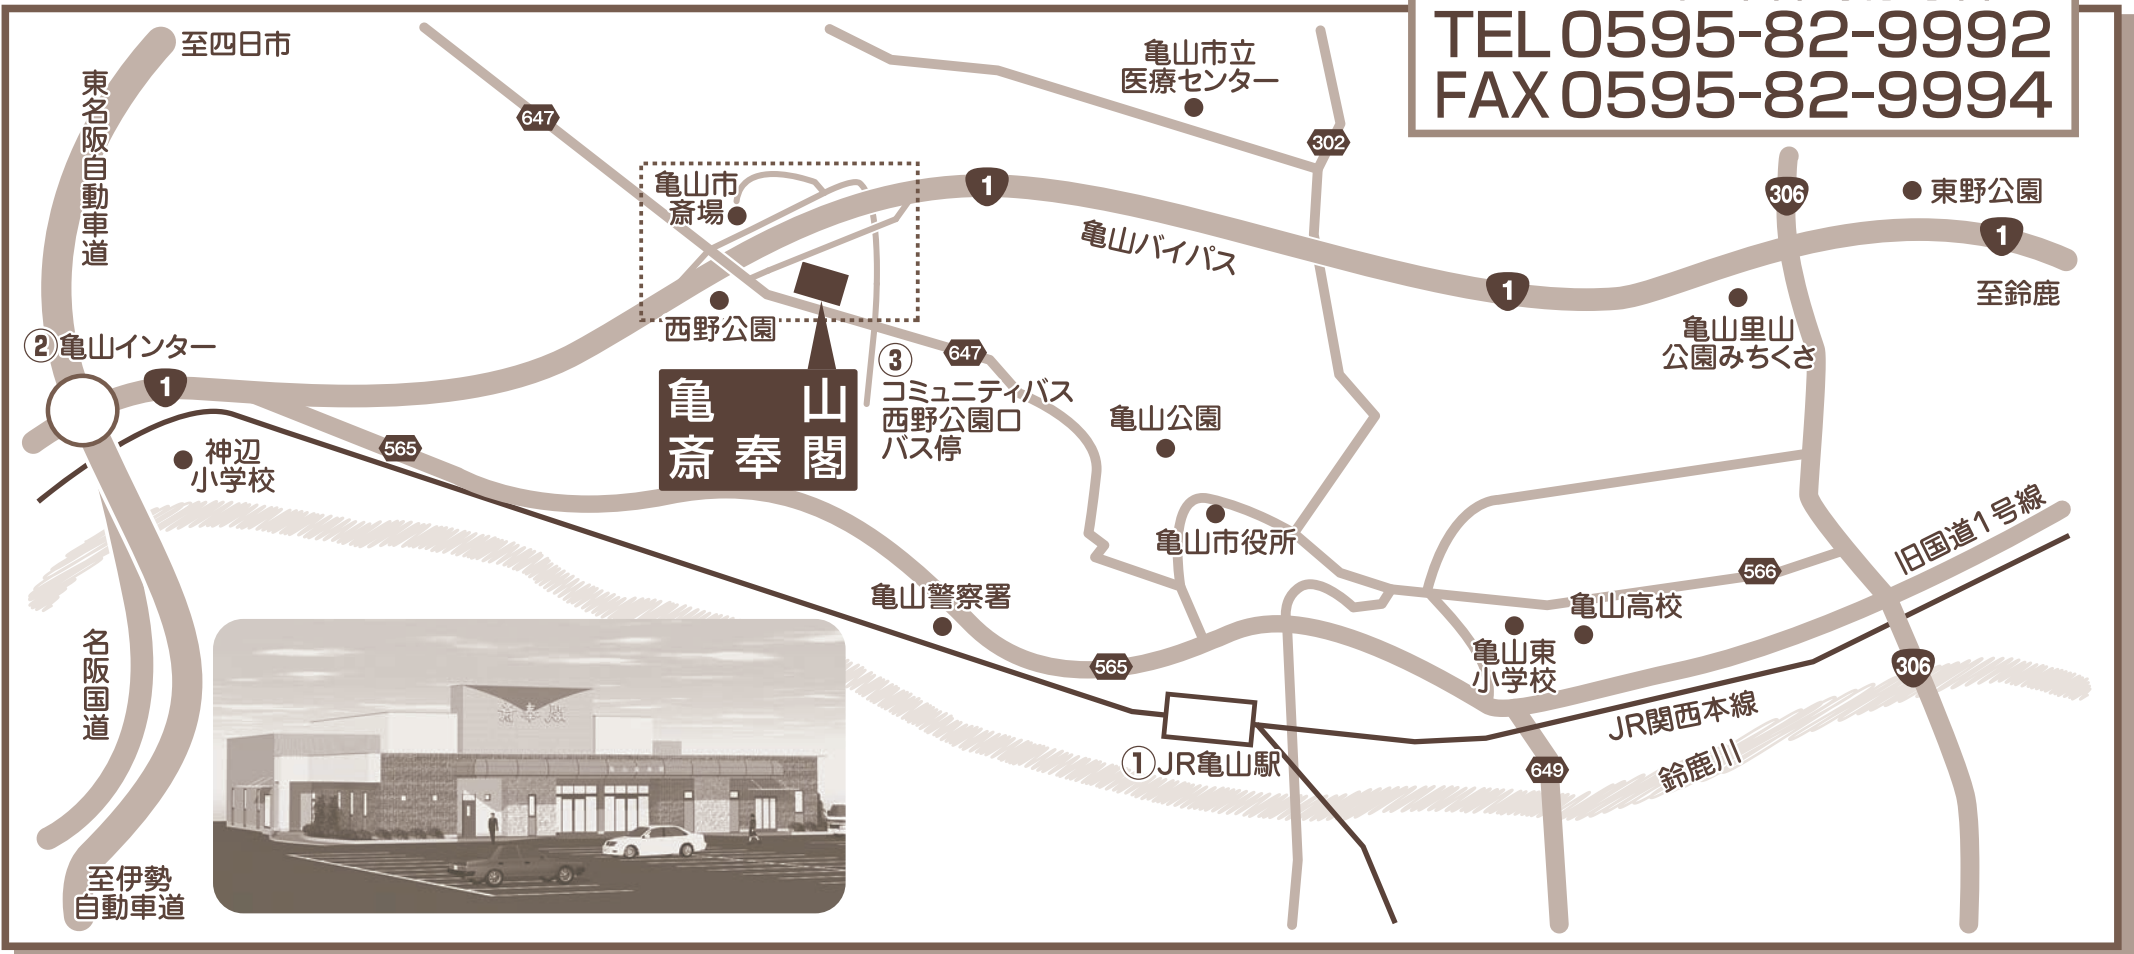 TEL 0595-82-9992
FAX 0595-82-9994
至四日市
東名阪自動車道
647
亀山市立
医療センター
302
亀山市
斎場
1
亀山バイパス
306
東野公園
1
至鈴鹿
1
亀山里山
公園みちくさ
西野公園
②亀山インター
1
647
③
コミュニティバス
西野公園口
バス停
亀山
斎奉閣
亀山公園
神辺
小学校
565
亀山市役所
旧国道1号線
566
亀山警察署
亀山高校
亀山東
小学校
名阪国道
565
306
斎奉閣
JR関西本線
①JR亀山駅
649
鈴鹿川
至伊勢
自動車道